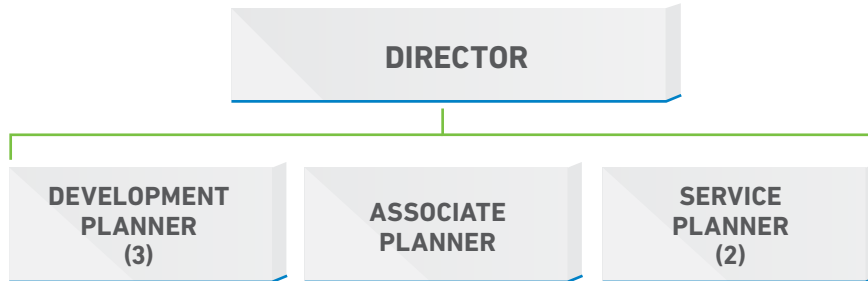 DIRECTOR
DEVELOPMENT
PLANNER
(3)
ASSOCIATE
PLANNER
SERVICE
PLANNER
(2)